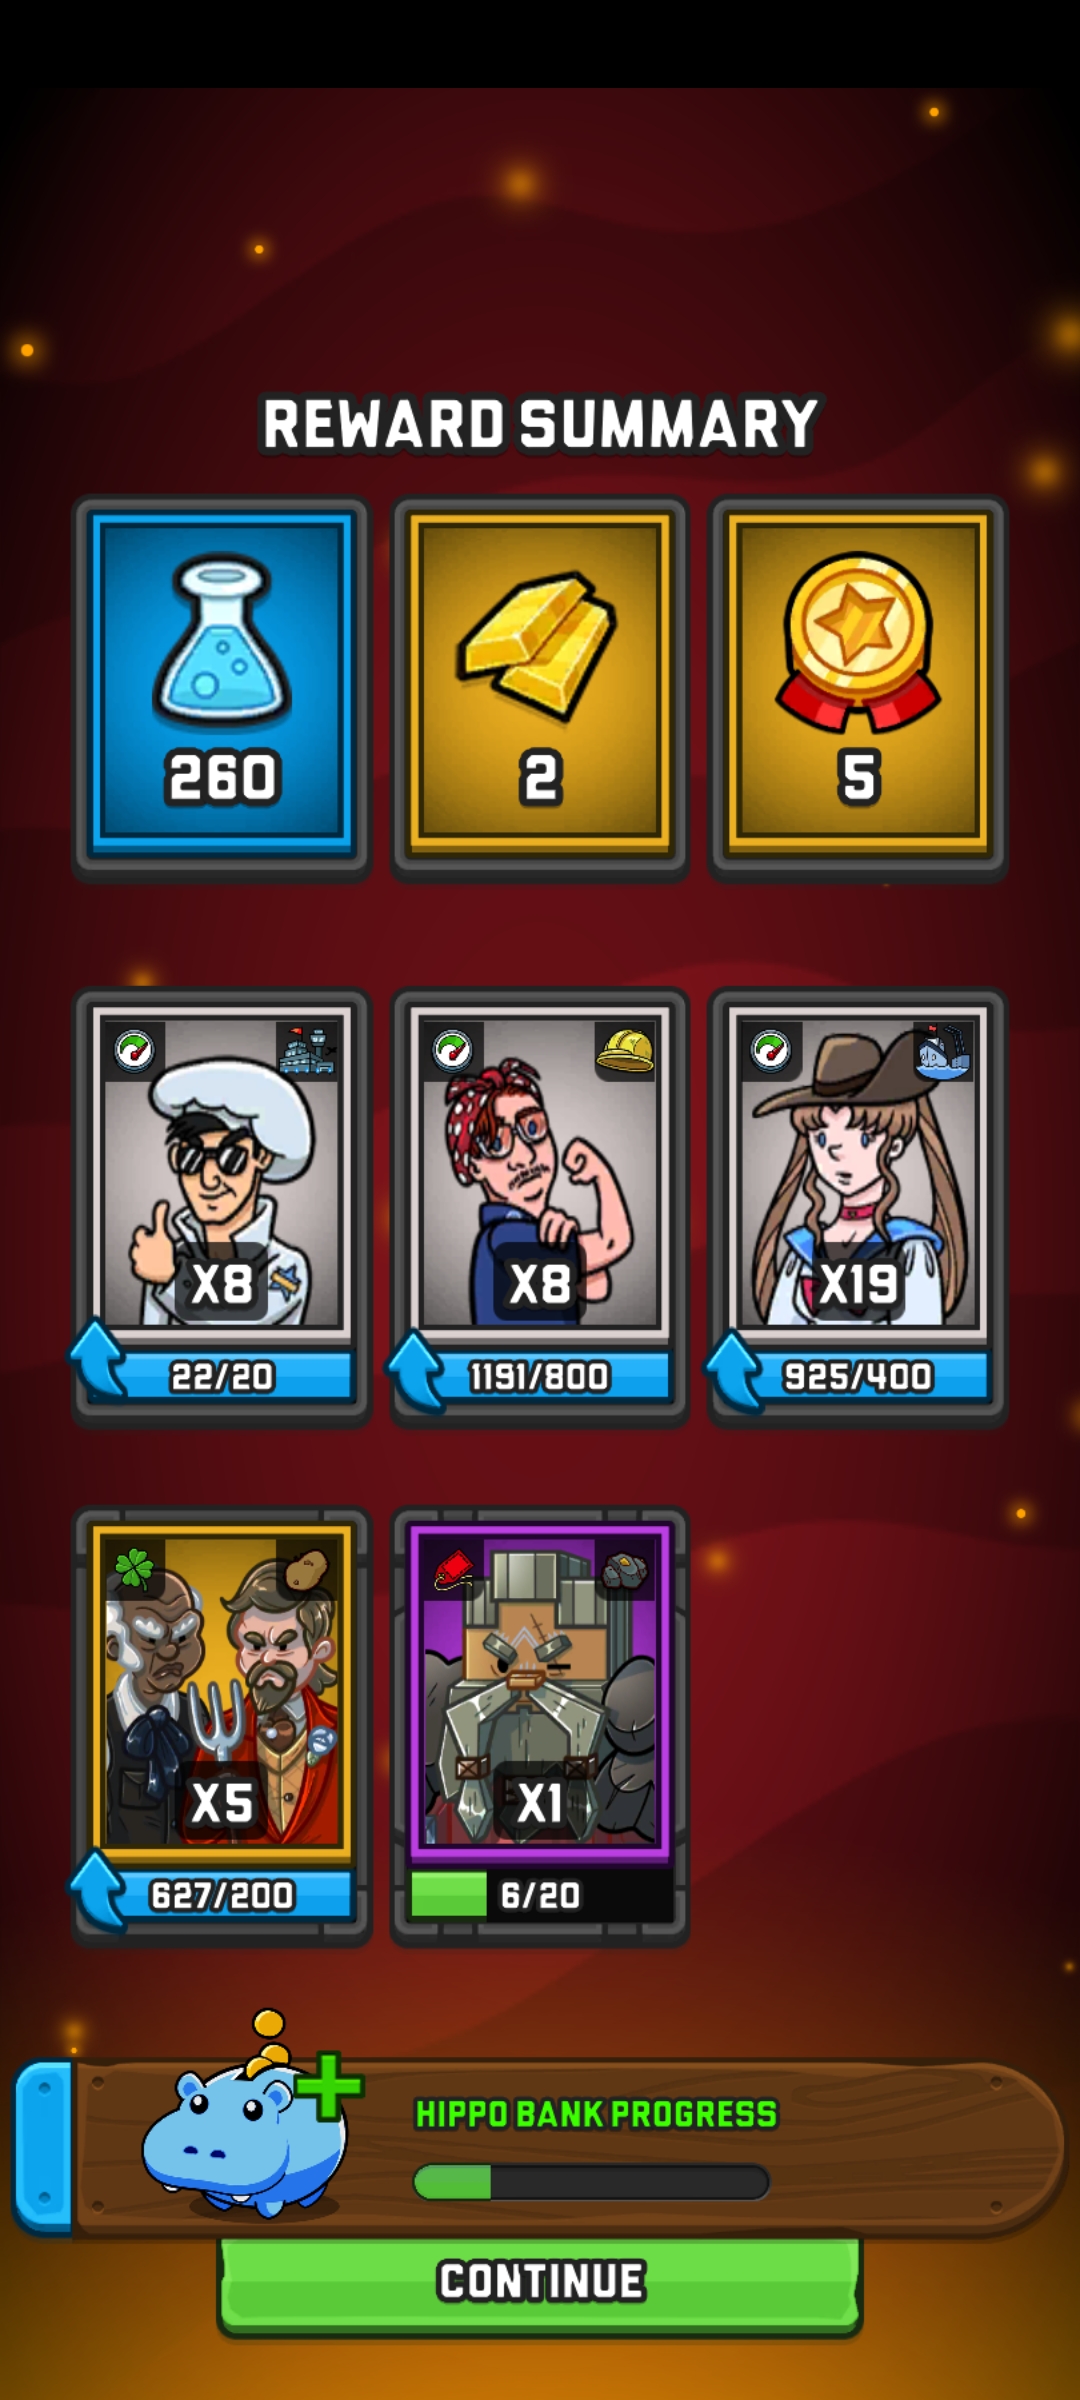 REWARD SUMMARY
260
2
5
X8
X8
X19
22/20
1191/800
925/400
X5
X1
627/200
6/20
HIPPO BANK PROGRESS
CONTINUE